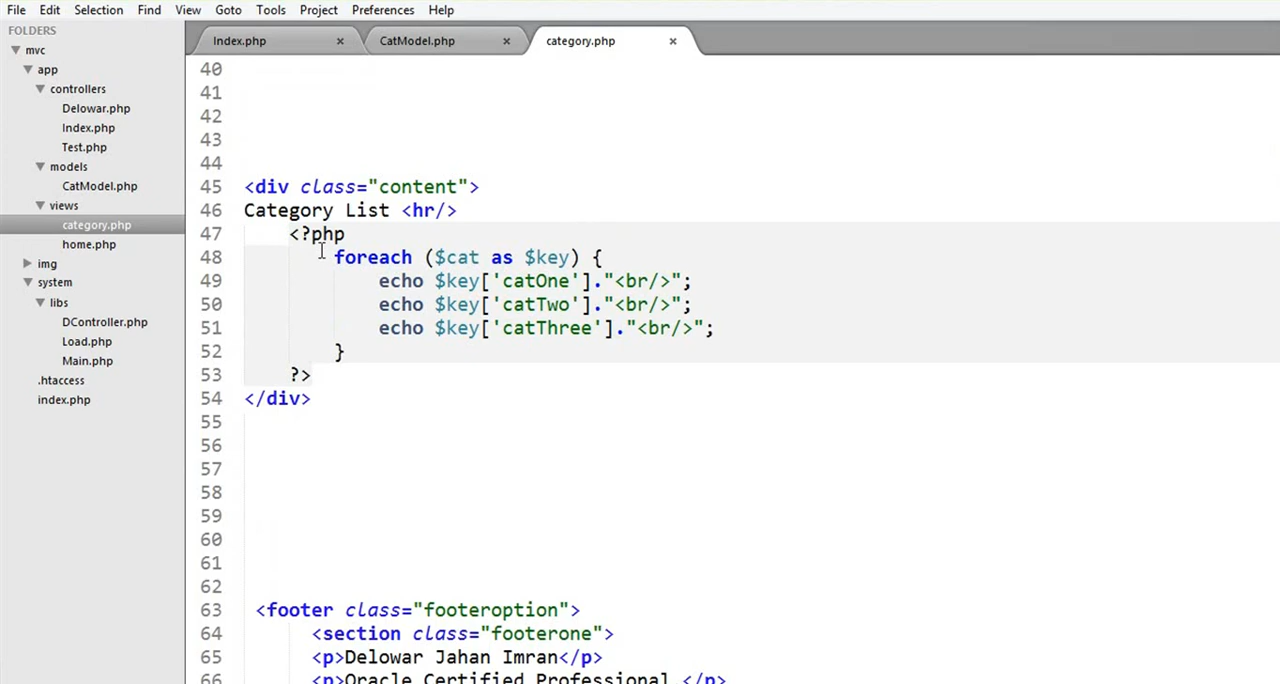 File Edit Selection Find View Goto Tools Project Preferences Help
FOLDERS
mvc
app
controllers
Delowar.php
Index.php
Test.php
models
CatModel.php
views
category.php
home.php
img
system
libs
DController.php
Load.php
Main.php
.htaccess
index.php
Index.php × CatModel.php × category.php ×
40
41
42
43
44
45 <div class="content">
46 Category List <hr/>
47 <?php
48 foreach ($cat as $key) {
49 echo $key['catOne']."<br/>";
50 echo $key['catTwo']."<br/>";
51 echo $key['catThree']."<br/>";
52 }
53 ?>
54 </div>
55
56
57
58
59
60
61
62
63 <footer class="footeroption">
64 <section class="footerone">
65 <p>Delowar Jahan Imran</p>
66 <p>Oracle Certified Professional </p>